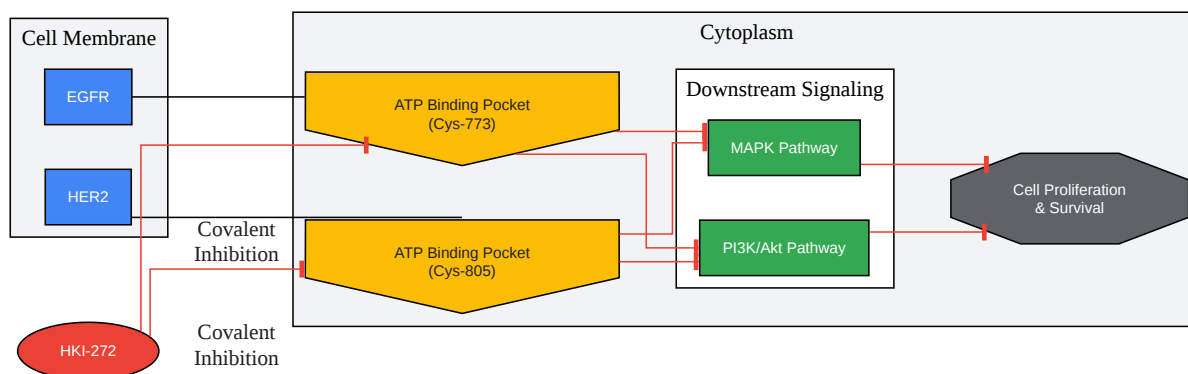 Cell Membrane
EGFR
HER2
Cytoplasm
ATP Binding Pocket
(Cys-773)
Covalent
Inhibition
ATP Binding Pocket
(Cys-805)
Downstream Signaling
MAPK Pathway
PI3K/Akt Pathway
Cell Proliferation
& Survival
HKI-272
Covalent
Inhibition